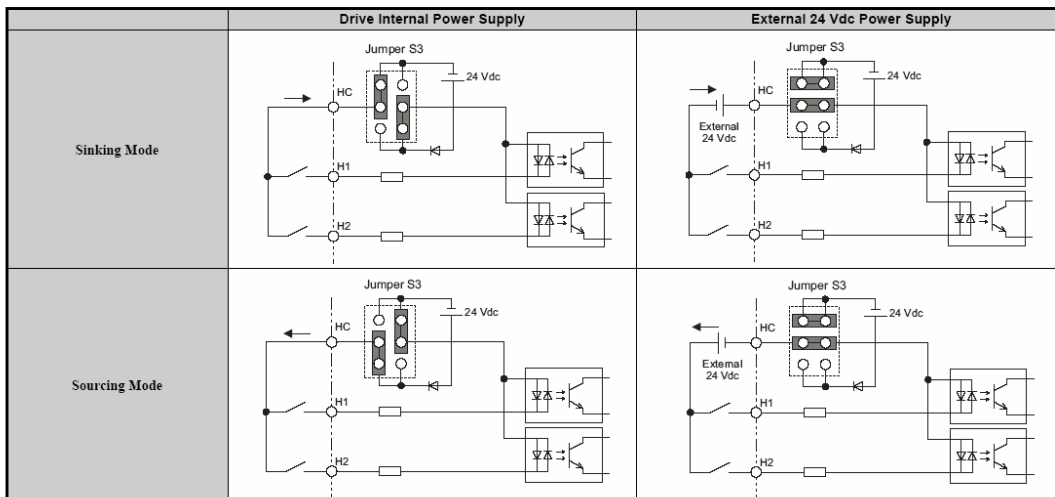 Drive Internal Power Supply
External 24 Vdc Power Supply
Sinking Mode
Jumper S3
24 Vdc
HC
H1
H2
Jumper S3
24 Vdc
HC
External
24 Vdc
H1
H2
Sourcing Mode
Jumper S3
24 Vdc
HC
H1
H2
Jumper S3
24 Vdc
HC
External
24 Vdc
H1
H2